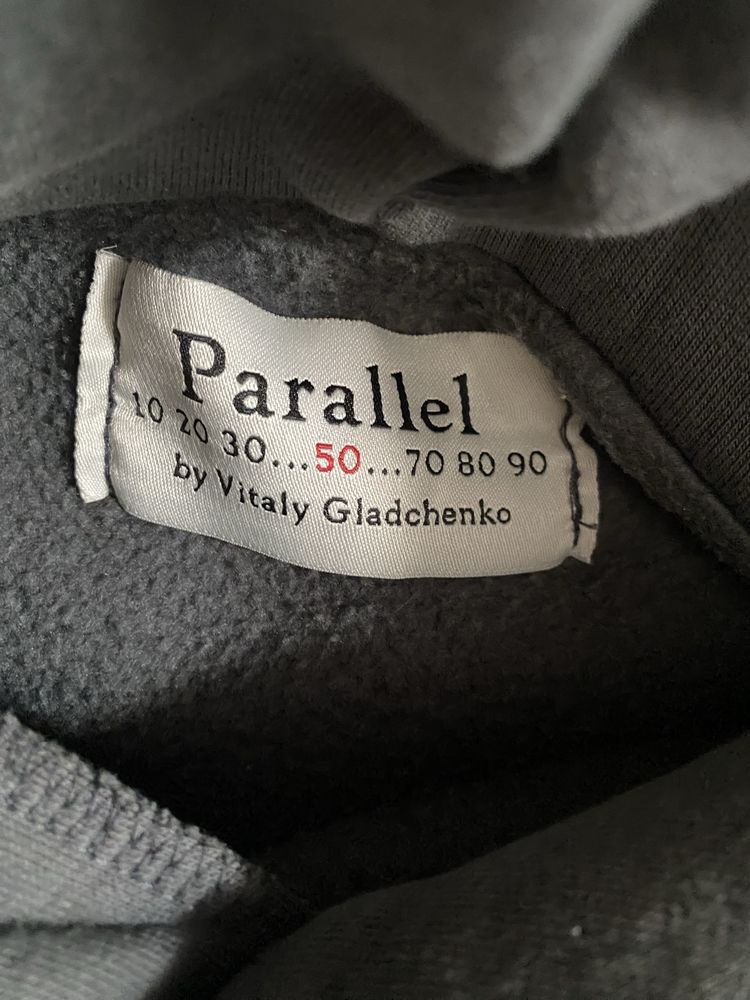 Parallel
10 20 30...50...70 80 90
by Vitaly Gladchenko